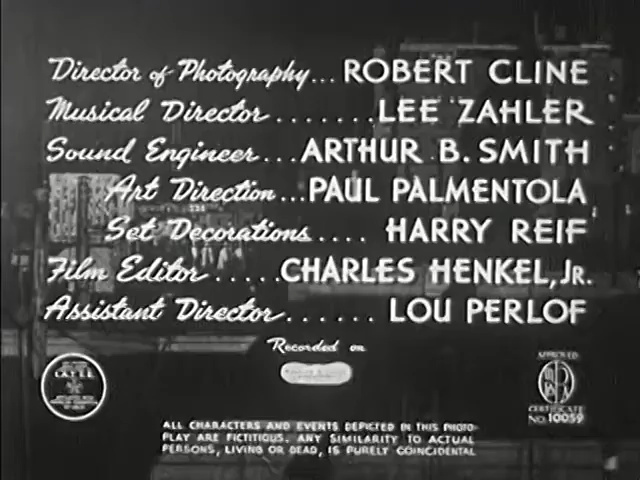 Director of Photography... ROBERT CLINE
Musical Director ....... LEE ZAHLER
Sound Engineer... ARTHUR B. SMITH
Art Direction... PAUL PALMENTOLA
Set Decorations.... HARRY REIF
Film Editor ..... CHARLES HENKEL, JR.
Assistant Director...... LOU PERLOF
Recorded on
I.A.T.S.E.
APPROVED
CERTIFICATE
NO. 10059
ALL CHARACTERS AND EVENTS DEPICTED IN THIS PHOTO-
PLAY ARE FICTITIOUS. ANY SIMILARITY TO ACTUAL
PERSONS, LIVING OR DEAD, IS PURELY COINCIDENTAL